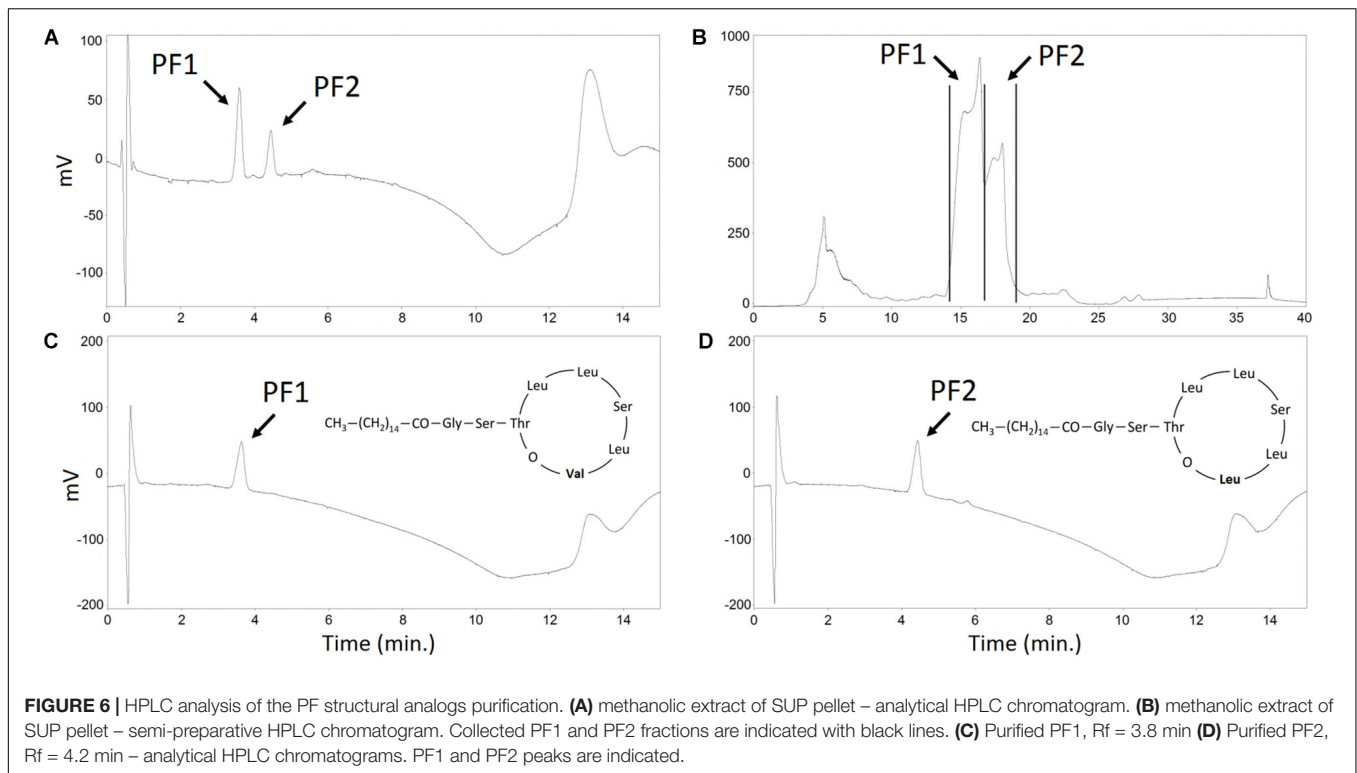 A
100
50
0
-50
-100
mV
PF1
PF2
0 2 4 6 8 10 12 14
B
1000
750
500
250
0
PF1
PF2
0 5 10 15 20 25 30 35 40
C
200
100
0
-100
-200
mV
PF1
CH3–(CH2)14–CO–Gly–Ser–Thr
Leu
Leu
Ser
Leu
Val
O
0 2 4 6 8 10 12 14
Time (min.)
D
200
100
0
-100
-200
PF2
CH3–(CH2)14–CO–Gly–Ser–Thr
Leu
Leu
Ser
Leu
Leu
O
0 2 4 6 8 10 12 14
Time (min.)
FIGURE 6 | HPLC analysis of the PF structural analogs purification. (A) methanolic extract of SUP pellet – analytical HPLC chromatogram. (B) methanolic extract of
SUP pellet – semi-preparative HPLC chromatogram. Collected PF1 and PF2 fractions are indicated with black lines. (C) Purified PF1, Rf = 3.8 min (D) Purified PF2,
Rf = 4.2 min – analytical HPLC chromatograms. PF1 and PF2 peaks are indicated.